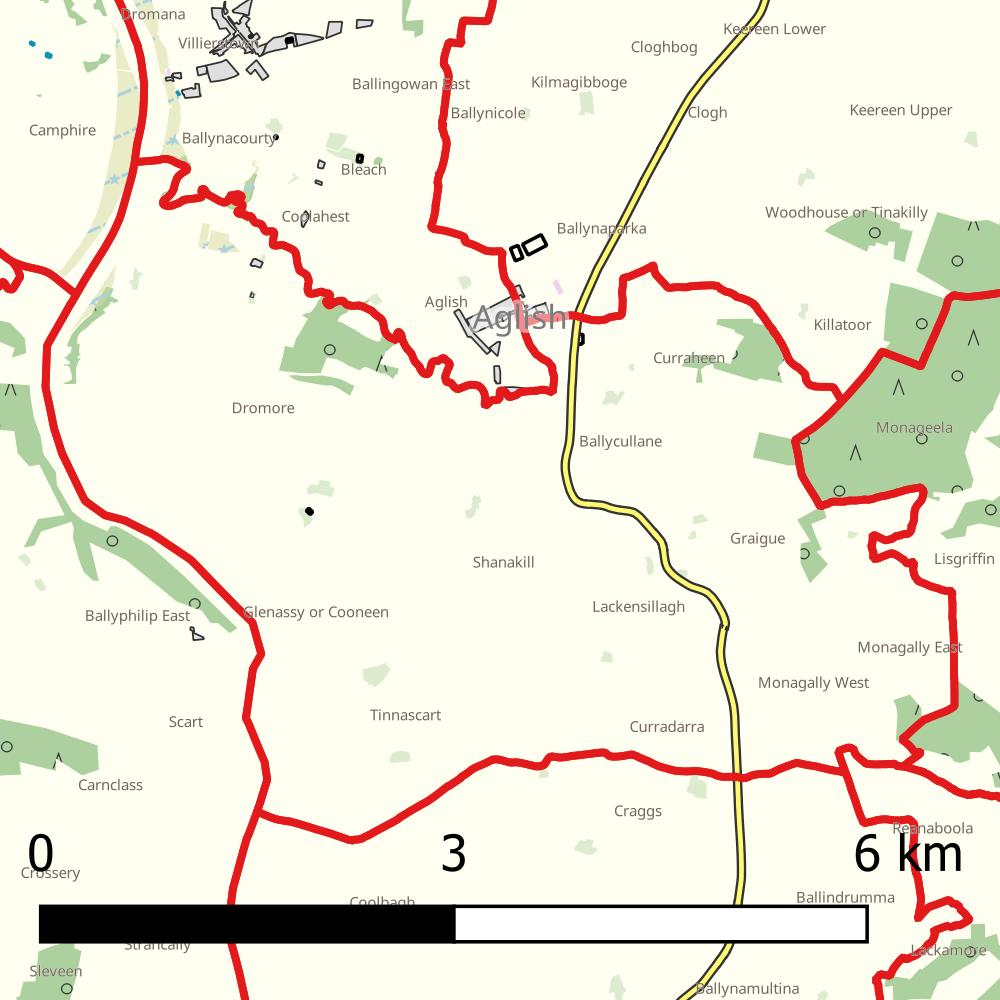 Dromana
Keereen Lower
Villierstown
Cloghbog
Ballingowan East
Kilmagibboge
Ballynicole
Clogh
Keereen Upper
Camphire
Ballynacourty
Bleach
Coolahest
Woodhouse or Tinakilly
Ballynaparka
Aglish
Aglish
Killatoor
Curraheen
Dromore
Monageela
Ballycullane
Graigue
Shanakill
Lisgriffin
Lackensillagh
Ballyphilip East
Glenassy or Cooneen
Monagally East
Monagally West
Tinnascart
Scart
Curradarra
Carnclass
Craggs
Reanaboola
0 3 6 km
Crossery
Ballindrumma
Coolbagh
Strancally
Lackamore
Sleveen
Ballynamultina